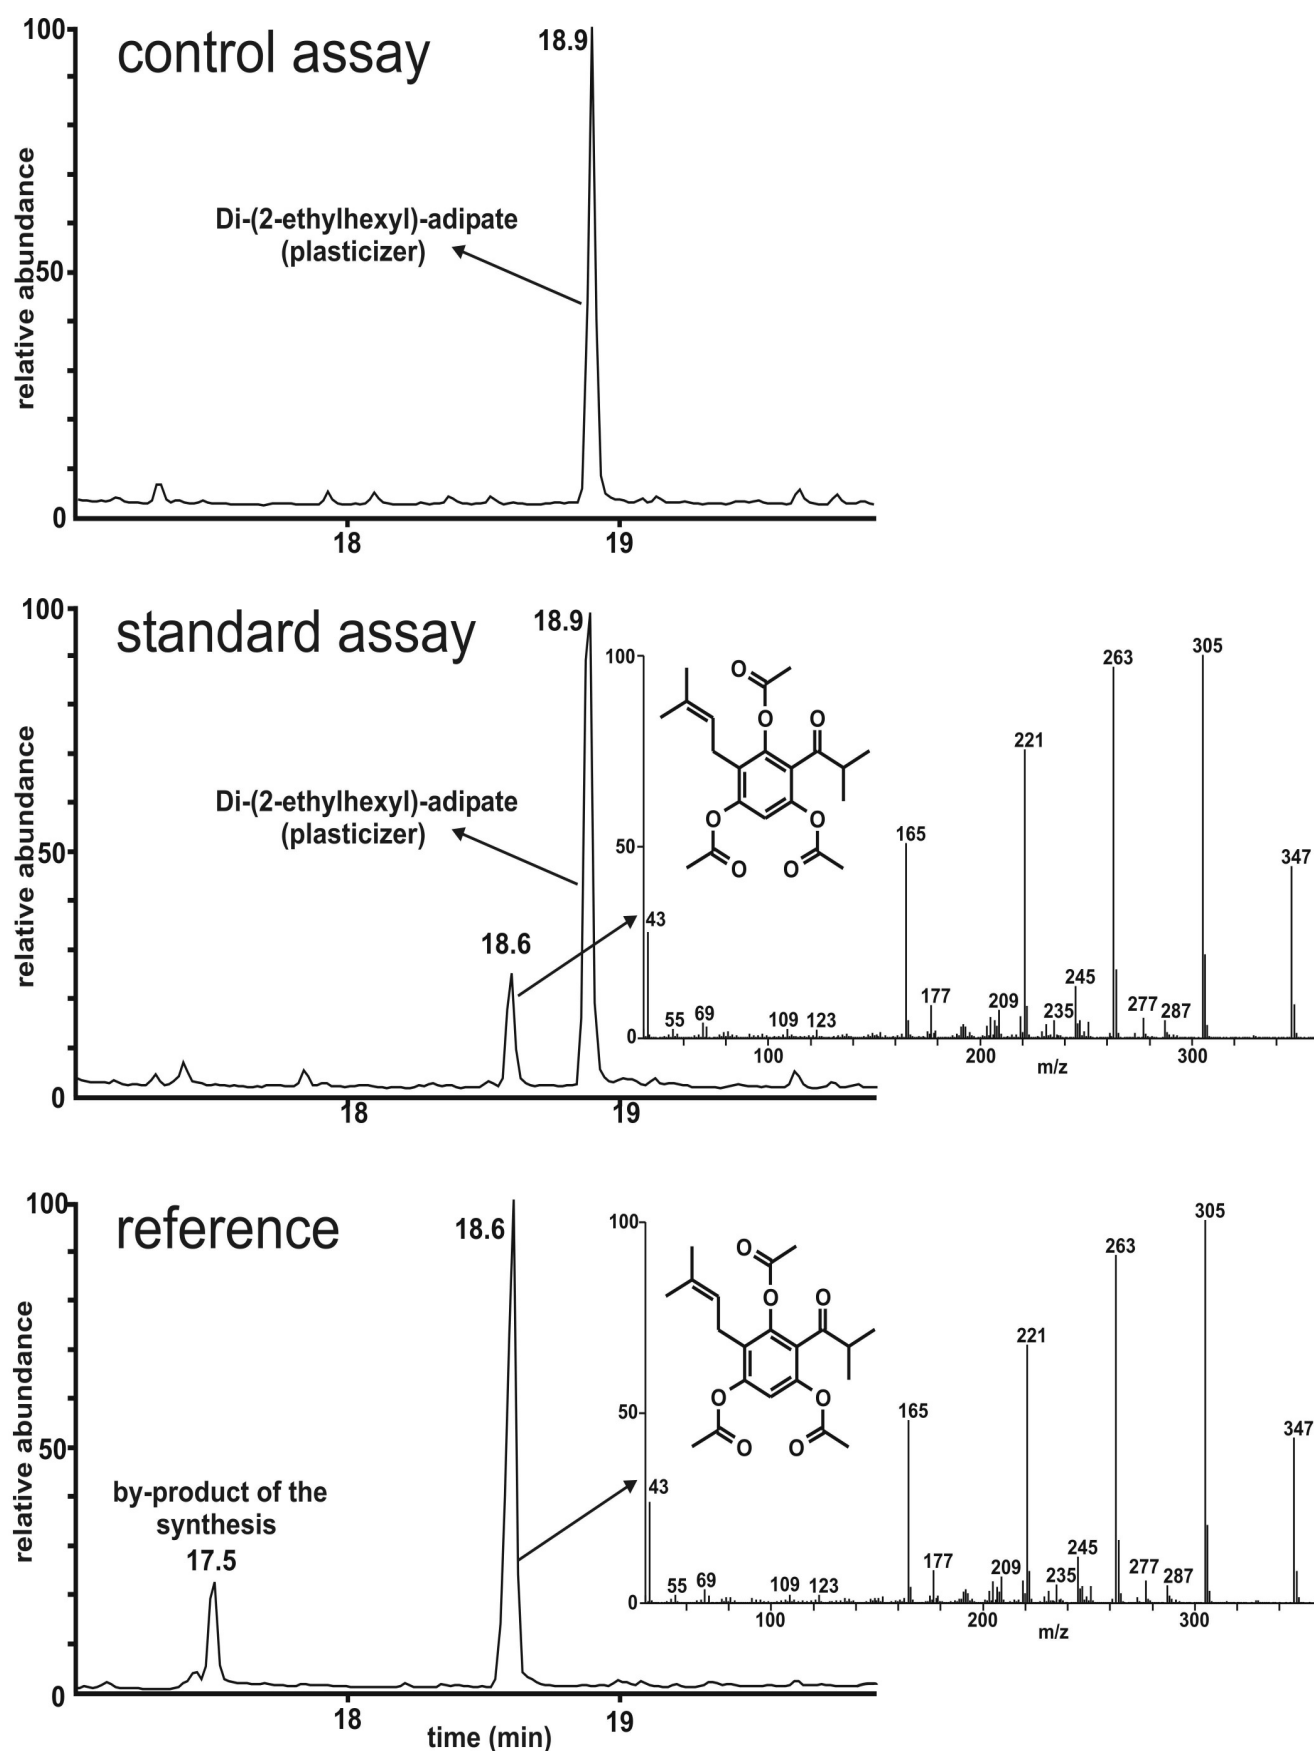 100
control assay
18.9
Di-(2-ethylhexyl)-adipate
(plasticizer)
relative abundance
50
0
18
19
100
standard assay
18.9
Di-(2-ethylhexyl)-adipate
(plasticizer)
relative abundance
50
18.6
0
18
19
100
50
0
O
O
O
O
O
O
O
43
55
69
109
123
165
177
209
221
235
245
263
277
287
305
347
100
200
300
m/z
100
reference
18.6
relative abundance
50
by-product of the
synthesis
17.5
0
18
19
time (min)
100
50
0
O
O
O
O
O
O
O
43
55
69
109
123
165
177
209
221
235
245
263
277
287
305
347
100
200
300
m/z